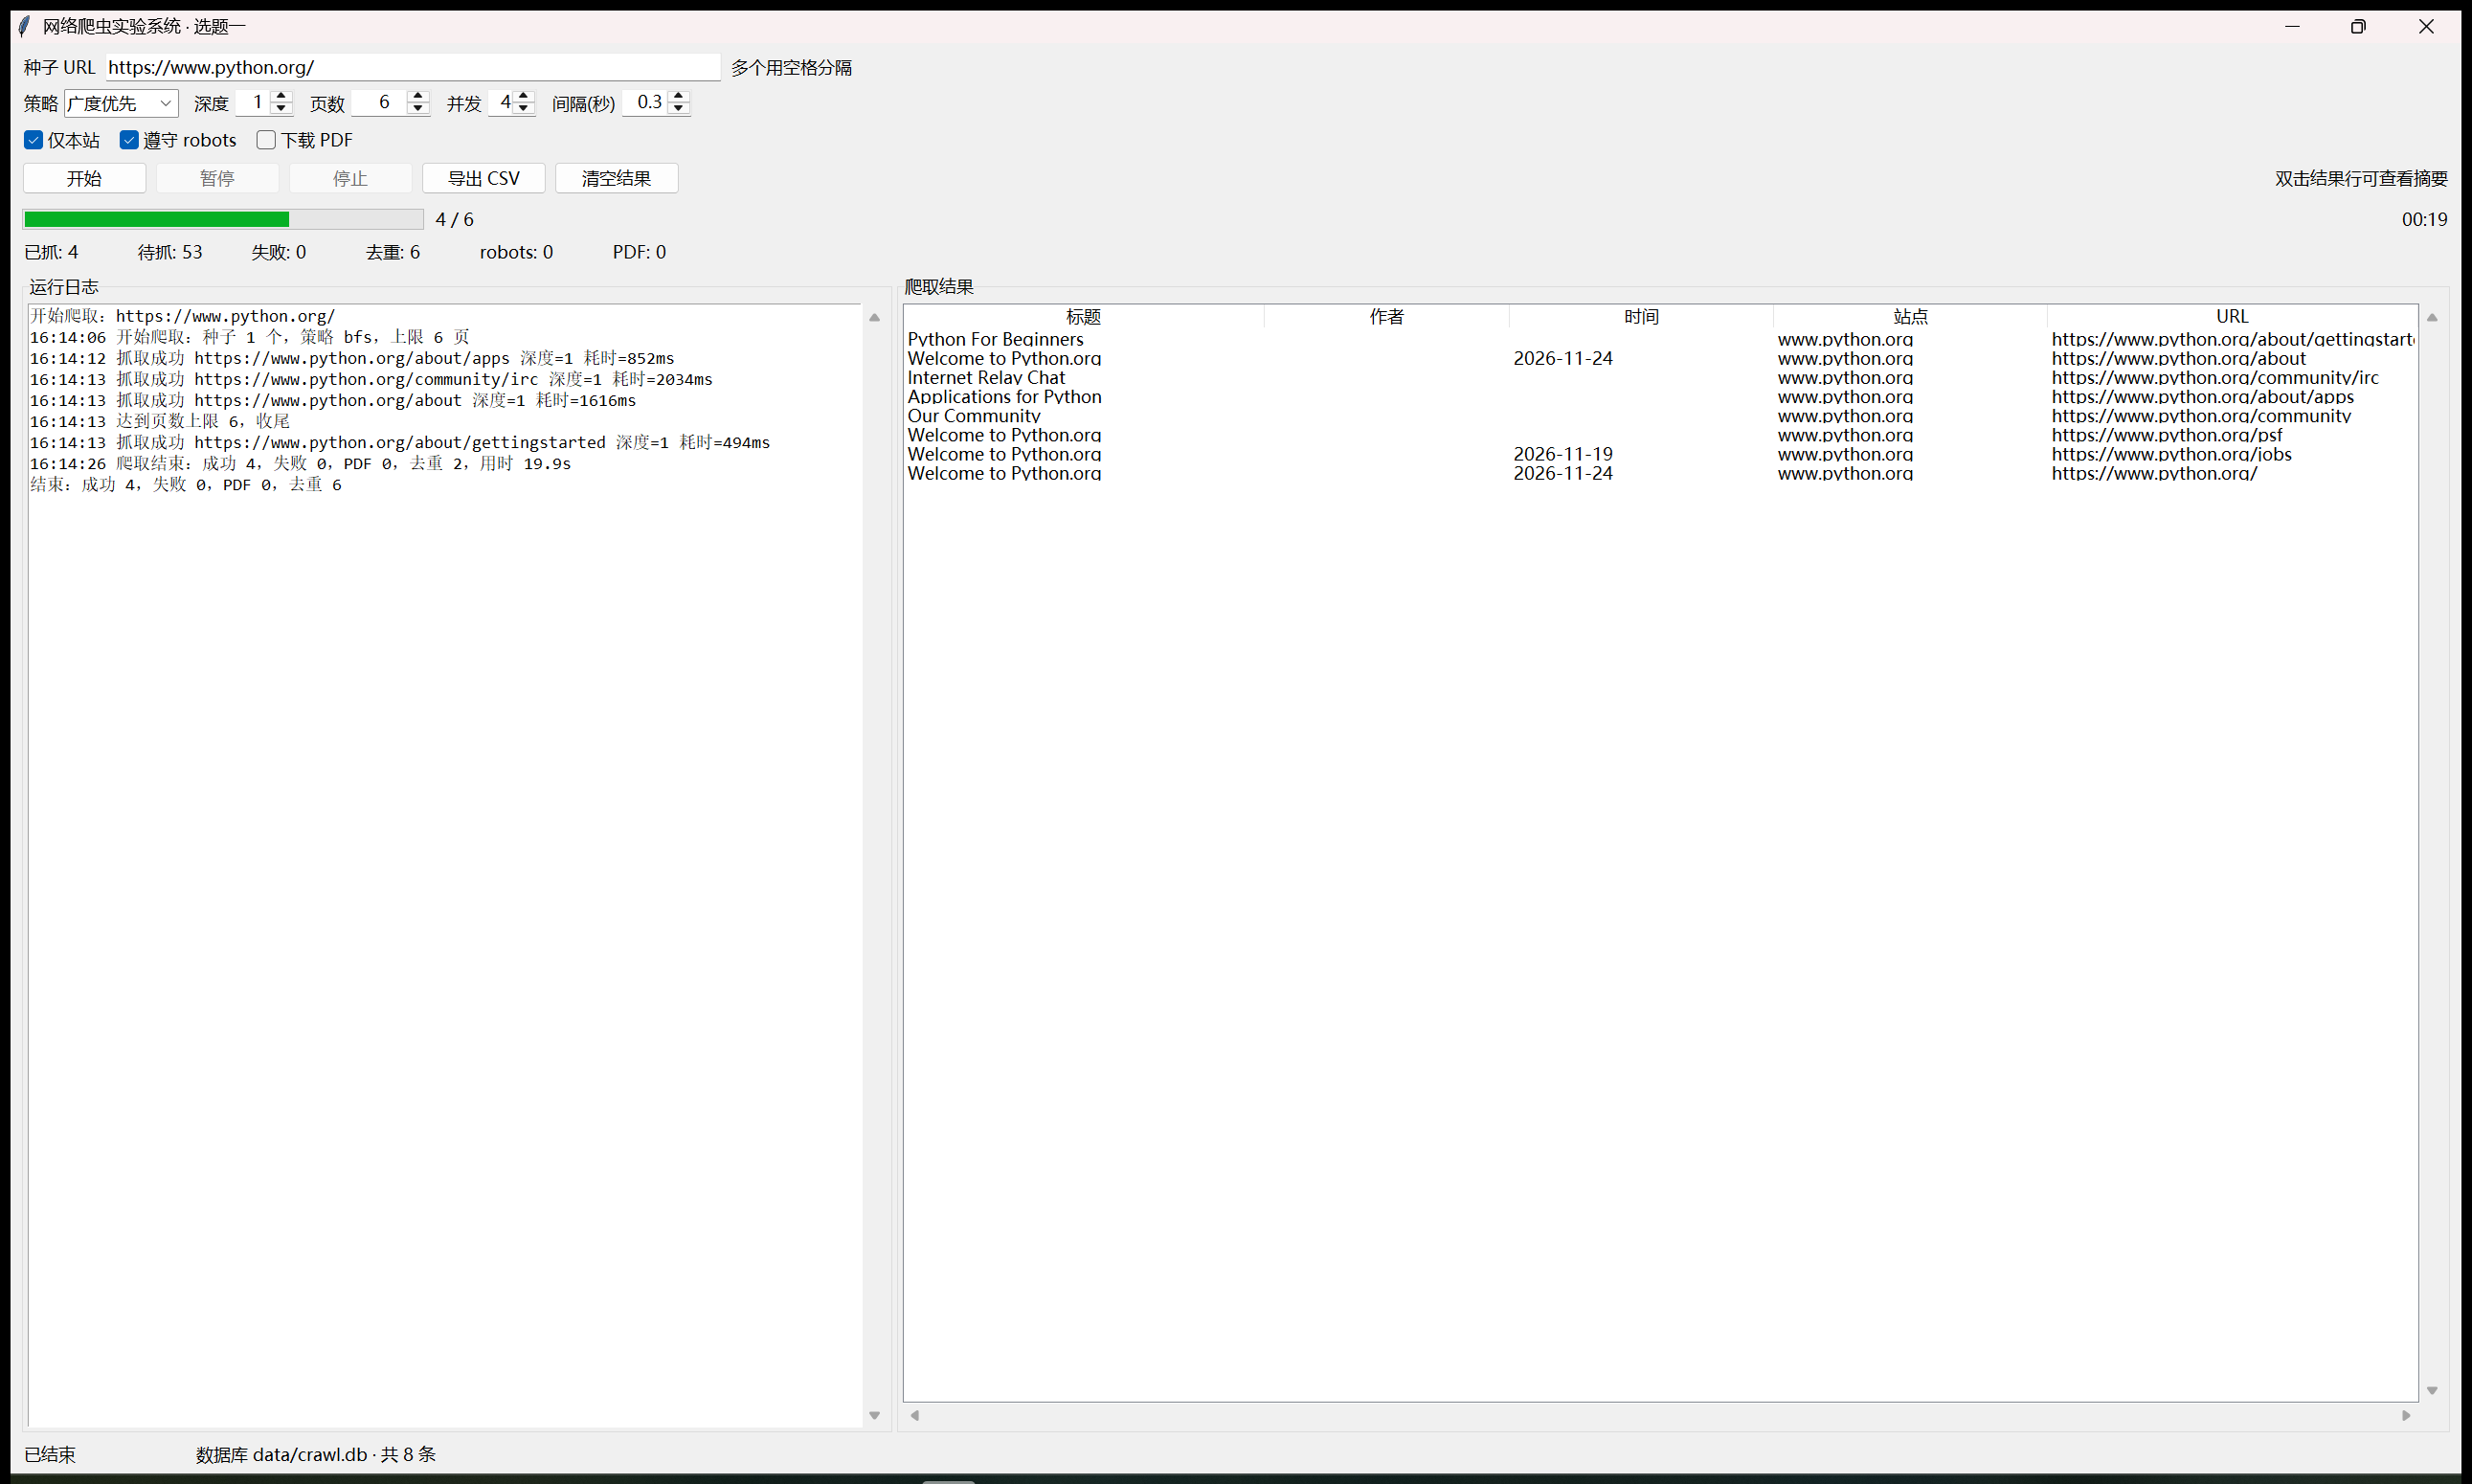 网络爬虫实验系统 · 选题一
种子 URL https://www.python.org/ 多个用空格分隔
策略 广度优先 深度 1 页数 6 并发 4 间隔(秒) 0.3
仅本站 遵守 robots 下载 PDF
开始 暂停 停止 导出 CSV 清空结果 双击结果行可查看摘要
4 / 6 00:19
已抓: 4 待抓: 53 失败: 0 去重: 6 robots: 0 PDF: 0
运行日志
开始爬取: https://www.python.org/
16:14:06 开始爬取: 种子 1 个, 策略 bfs, 上限 6 页
16:14:12 抓取成功 https://www.python.org/about/apps 深度=1 耗时=852ms
16:14:13 抓取成功 https://www.python.org/community/irc 深度=1 耗时=2034ms
16:14:13 抓取成功 https://www.python.org/about 深度=1 耗时=1616ms
16:14:13 达到页数上限 6, 收尾
16:14:13 抓取成功 https://www.python.org/about/gettingstarted 深度=1 耗时=494ms
16:14:26 爬取结束: 成功 4, 失败 0, PDF 0, 去重 2, 用时 19.9s
结束: 成功 4, 失败 0, PDF 0, 去重 6
爬取结果
标题 作者 时间 站点 URL
Python For Beginners www.python.org https://www.python.org/about/gettingstart
Welcome to Python.org 2026-11-24 www.python.org https://www.python.org/about
Internet Relay Chat www.python.org https://www.python.org/community/irc
Applications for Python www.python.org https://www.python.org/about/apps
Our Community www.python.org https://www.python.org/community
Welcome to Python.org www.python.org https://www.python.org/psf
Welcome to Python.org 2026-11-19 www.python.org https://www.python.org/jobs
Welcome to Python.org 2026-11-24 www.python.org https://www.python.org/
已结束 数据库 data/crawl.db · 共 8 条